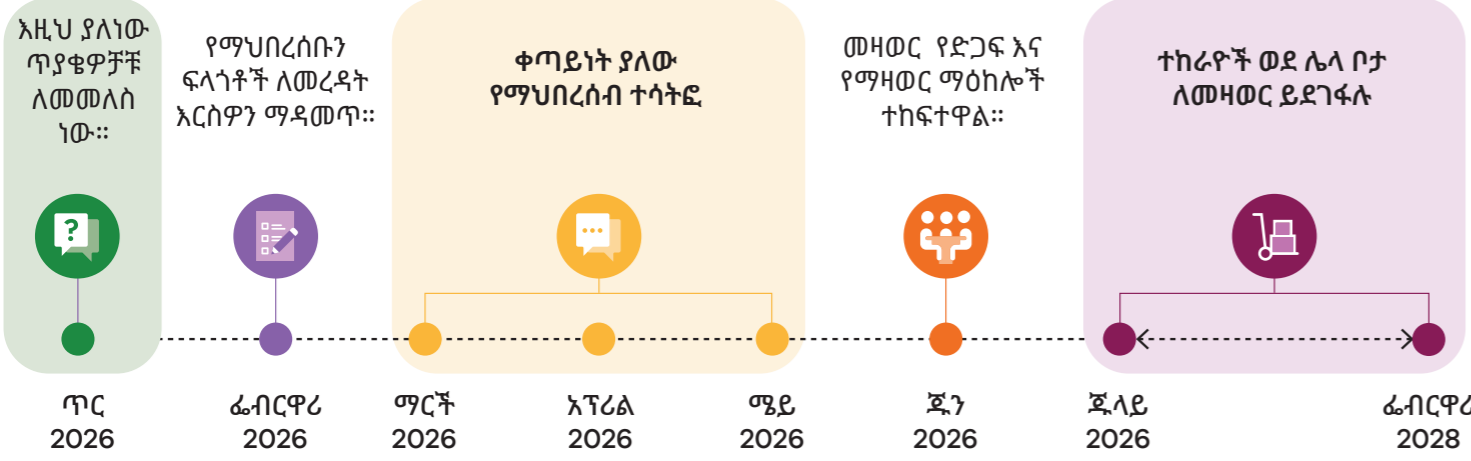 እዚህ ያለነው
ጥያቄዎቻቹ
ለመመለስ
ነው።
የማህበረሰቡን
ፍላጎቶች ለመረዳት
እርስዎን ማዳመጥ።
ቀጣይነት ያለው
የማህበረሰብ ተሳትፎ
መዛወር የድጋፍ እና
የማዛወር ማዕከሎች
ተከፍተዋል።
ተከራዮች ወደ ሌላ ቦታ
ለመዛወር ይደገፋሉ
?
ጥር
2026
ፌብርዋሪ
2026
ማርች
2026
አፕሪል
2026
ሜይ
2026
ጁን
2026
ጁላይ
2026
ፌብርዋሪ
2028